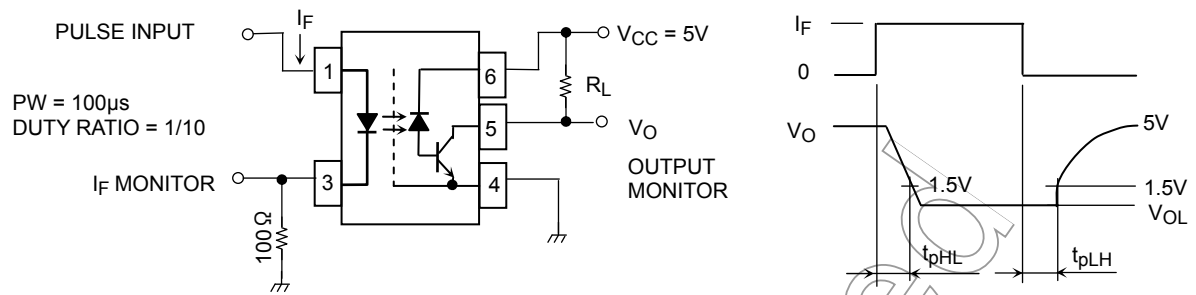 PULSE INPUT
IF
PW = 100μs
DUTY RATIO = 1/10
IF MONITOR
100Ω
1
3
6
5
4
VCC = 5V
RL
VO
OUTPUT
MONITOR
IF
0
VO
5V
1.5V
1.5V
VOL
tpHL
tpLH